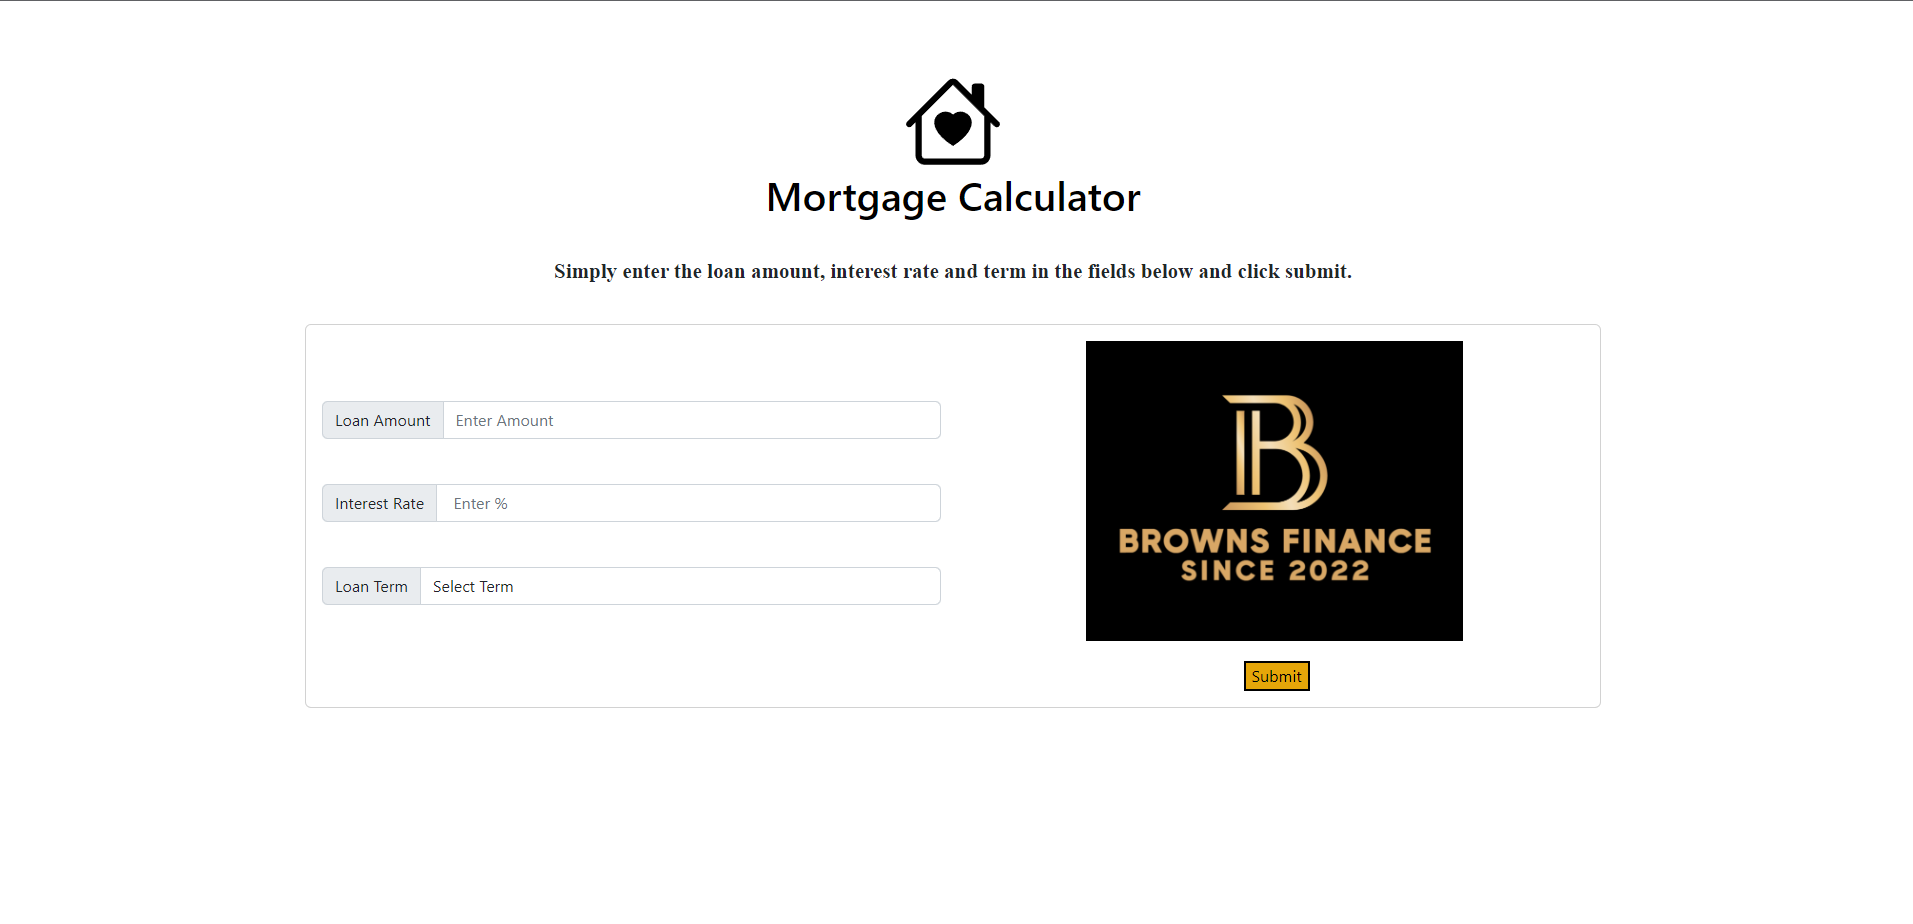 Mortgage Calculator
Simply enter the loan amount, interest rate and term in the fields below and click submit.
Loan Amount Enter Amount
Interest Rate Enter %
Loan Term Select Term
B
BROWNS FINANCE
SINCE 2022
Submit